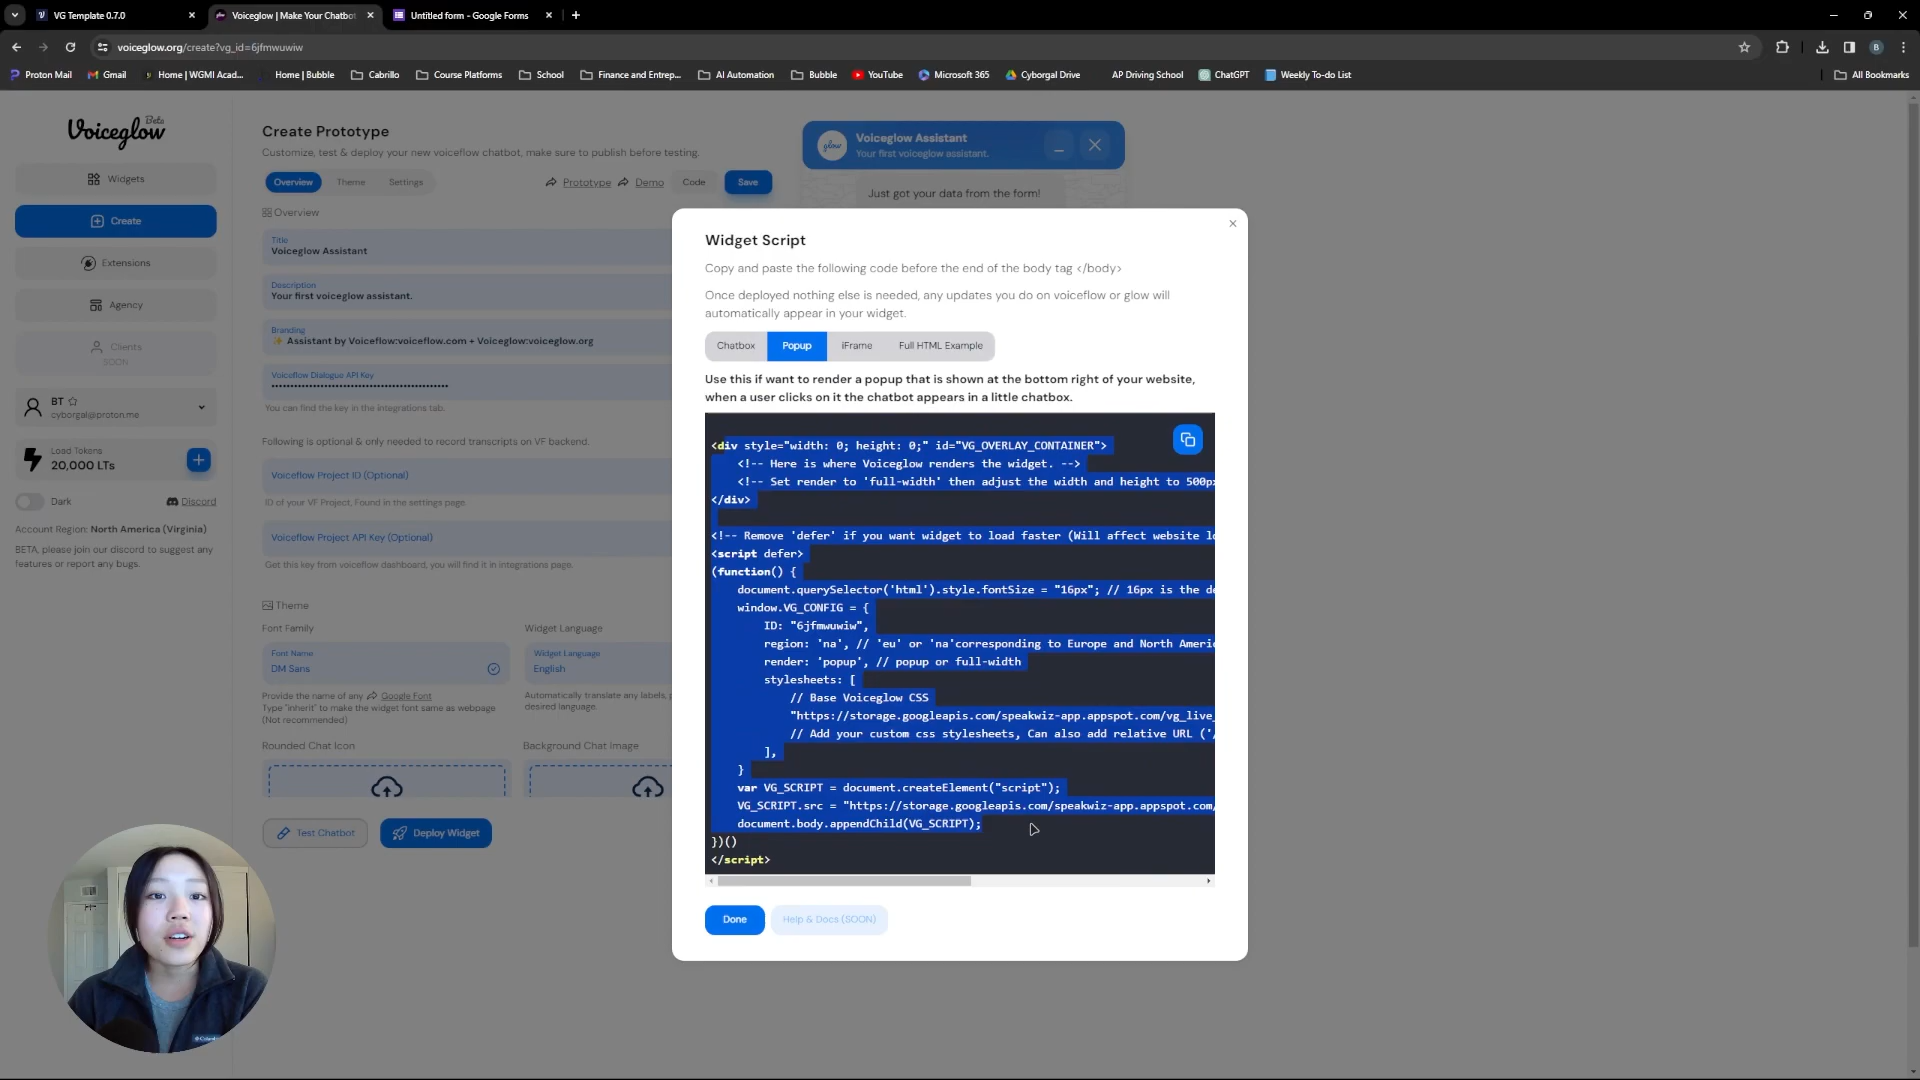 VG Template 0.7.0
Voiceglow | Make Your Chatbot
Untitled form - Google Forms
voiceglow.org/create?vg_id=6jfmwuwiw
Proton Mail
Gmail
Home | WGMI Acad...
Home | Bubble
Cabrillo
Course Platforms
School
Finance and Entrep...
AI Automation
Bubble
YouTube
Microsoft 365
Cyborgal Drive
AP Driving School
ChatGPT
Weekly To-do List
All Bookmarks
Voiceglow
Beta
Widgets
Create
Extensions
Agency
Clients
SOON
BT
cyborgal@proton.me
Load Tokens
20,000 LTs
Dark
Discord
Account Region: North America (Virginia)
BETA, please join our discord to suggest any
features or report any bugs.
Create Prototype
Customize, test & deploy your new voiceflow chatbot, make sure to publish before testing.
Overview
Theme
Settings
Prototype
Demo
Code
Save
Overview
Title
Voiceglow Assistant
Description
Your first voiceglow assistant.
Branding
✨ Assistant by Voiceflow:voiceflow.com + Voiceglow:voiceglow.org
Voiceflow Dialogue API Key
You can find the key in the integrations tab.
Following is optional & only needed to record transcripts on VF backend.
Voiceflow Project ID (Optional)
ID of your VF Project, Found in the settings page.
Voiceflow Project API Key (Optional)
Get this key from voiceflow dashboard, you will find it in integrations page.
Theme
Font Family
Widget Language
Font Name
DM Sans
Widget Language
English
Provide the name of any Google Font
Type "inherit" to make the widget font same as webpage
(Not recommended)
Automatically translate any labels,
desired language.
Rounded Chat Icon
Background Chat Image
Test Chatbot
Deploy Widget
glow
Voiceglow Assistant
Your first voiceglow assistant.
Just got your data from the form!
Widget Script
Copy and paste the following code before the end of the body tag </body>
Once deployed nothing else is needed, any updates you do on voiceflow or glow will
automatically appear in your widget.
Chatbox
Popup
iFrame
Full HTML Example
Use this if want to render a popup that is shown at the bottom right of your website,
when a user clicks on it the chatbot appears in a little chatbox.
<div style="width: 0; height: 0;" id="VG_OVERLAY_CONTAINER">
<!-- Here is where Voiceglow renders the widget. -->
<!-- Set render to 'full-width' then adjust the width and height to 500px
</div>
<!-- Remove 'defer' if you want widget to load faster (Will affect website lo
<script defer>
(function() {
document.querySelector('html').style.fontSize = "16px"; // 16px is the de
window.VG_CONFIG = {
ID: "6jfmwuwiw",
region: 'na', // 'eu' or 'na'corresponding to Europe and North Americ
render: 'popup', // popup or full-width
stylesheets: [
// Base Voiceglow CSS
"https://storage.googleapis.com/speakwiz-app.appspot.com/vg_live_
// Add your custom css stylesheets, Can also add relative URL ('/
],
}
var VG_SCRIPT = document.createElement("script");
VG_SCRIPT.src = "https://storage.googleapis.com/speakwiz-app.appspot.com/
document.body.appendChild(VG_SCRIPT);
})()
</script>
Done
Help & Docs (SOON)